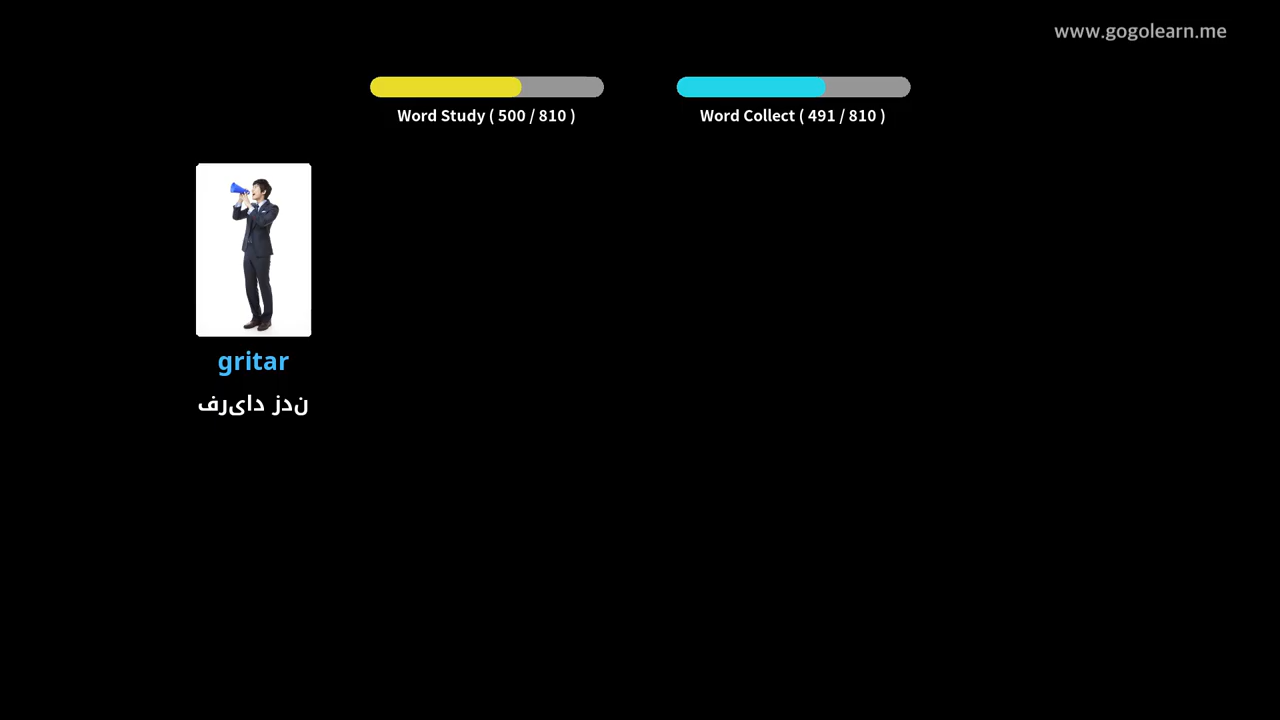 www.gogolearn.me
Word Study ( 500 / 810 )
Word Collect ( 491 / 810 )
gritar
فریاد زدن